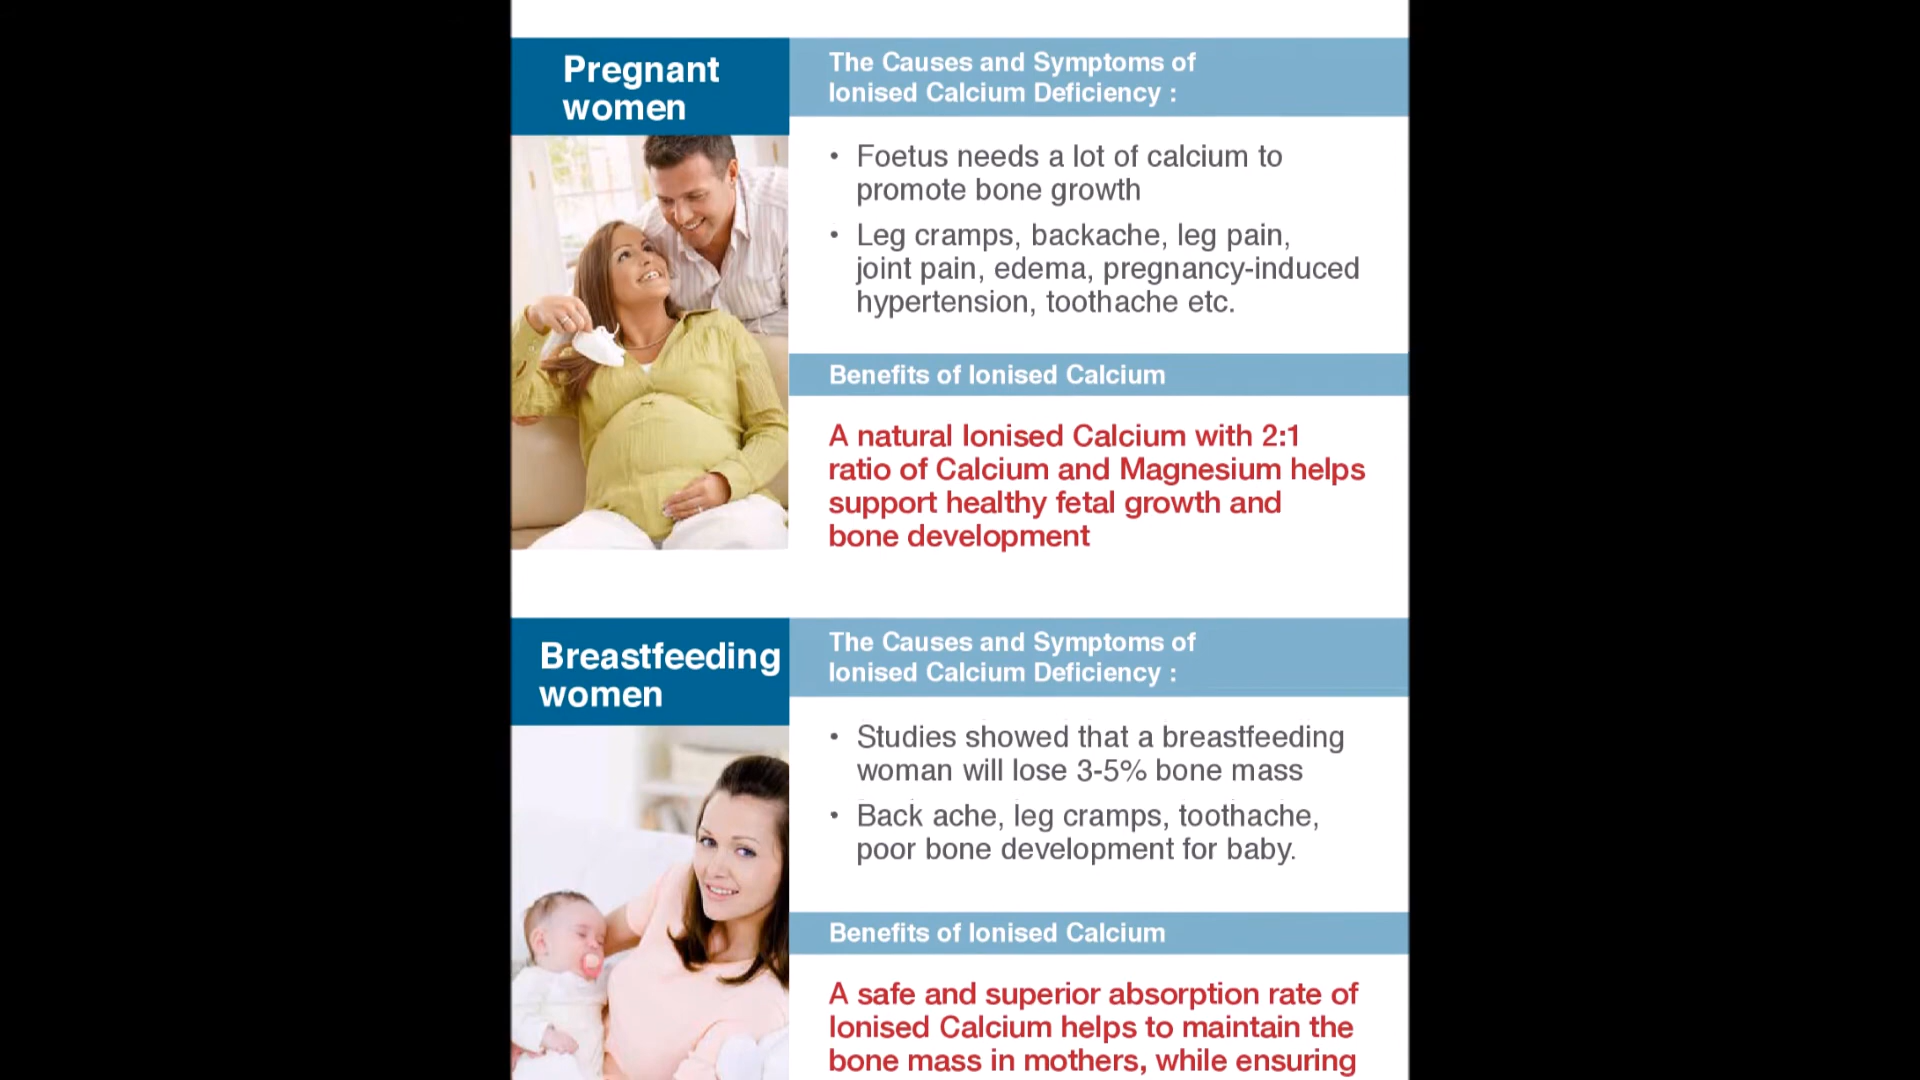 Pregnant
women
The Causes and Symptoms of
Ionised Calcium Deficiency :
• Foetus needs a lot of calcium to
promote bone growth
• Leg cramps, backache, leg pain,
joint pain, edema, pregnancy-induced
hypertension, toothache etc.
Benefits of Ionised Calcium
A natural Ionised Calcium with 2:1
ratio of Calcium and Magnesium helps
support healthy fetal growth and
bone development
Breastfeeding
women
The Causes and Symptoms of
Ionised Calcium Deficiency :
• Studies showed that a breastfeeding
woman will lose 3-5% bone mass
• Back ache, leg cramps, toothache,
poor bone development for baby.
Benefits of Ionised Calcium
A safe and superior absorption rate of
Ionised Calcium helps to maintain the
bone mass in mothers, while ensuring